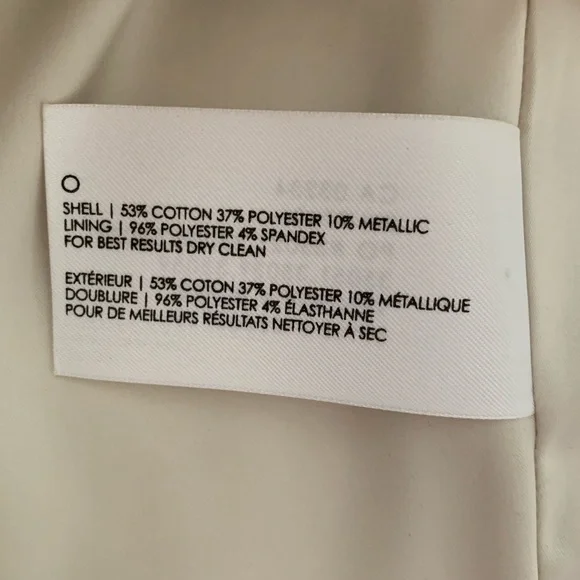 SHELL | 53% COTTON 37% POLYESTER 10% METALLIC
LINING | 96% POLYESTER 4% SPANDEX
FOR BEST RESULTS DRY CLEAN
EXTÉRIEUR | 53% COTON 37% POLYESTER 10% MÉTALLIQUE
DOUBLURE | 96% POLYESTER 4% ÉLASTHANNE
POUR DE MEILLEURS RÉSULTATS NETTOYER À SEC